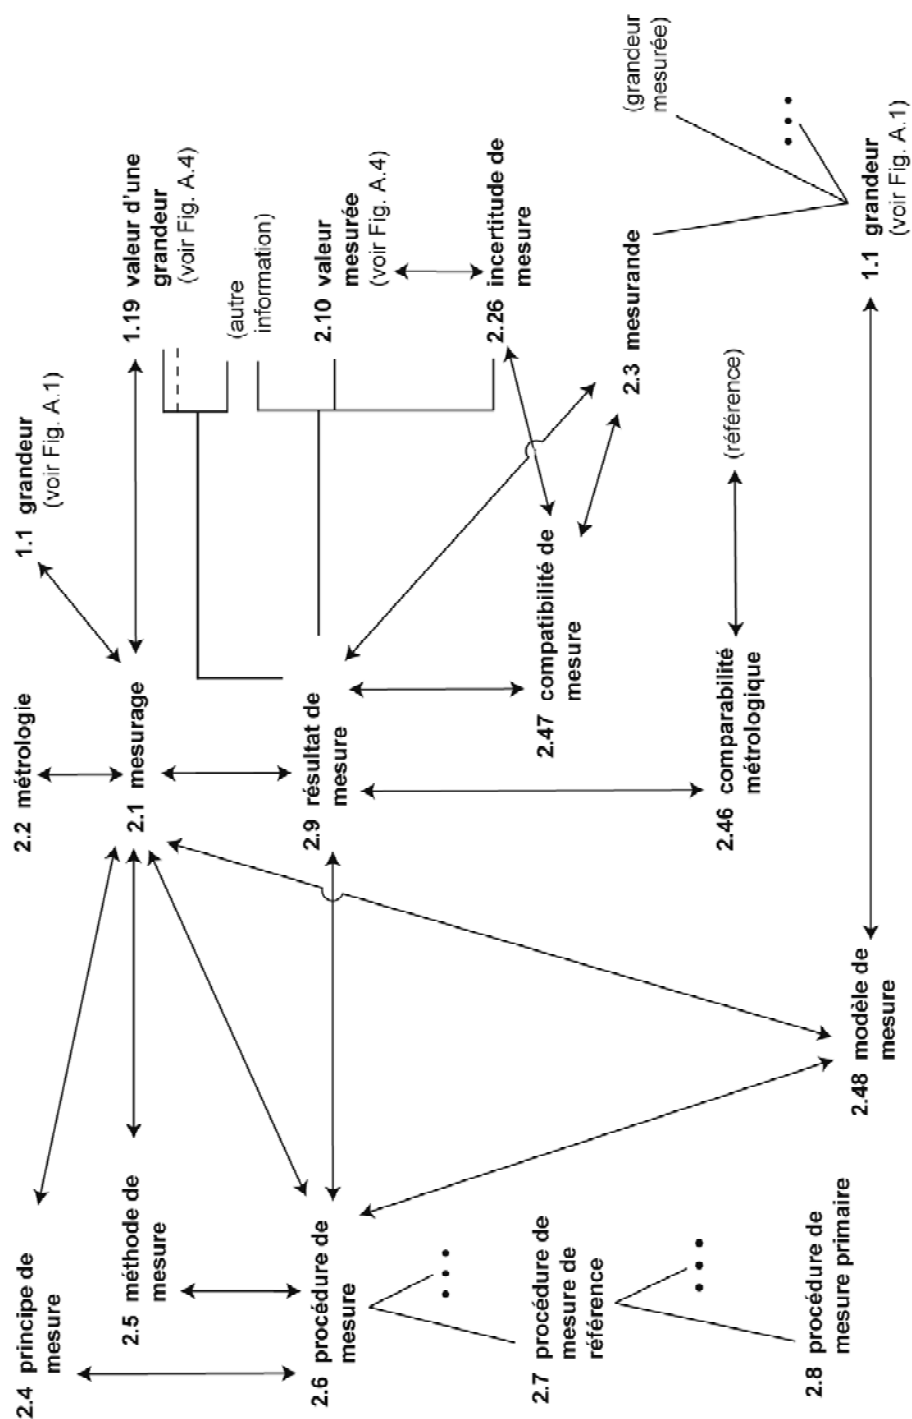 2.4 principe de
mesure
2.5 méthode de
mesure
2.6 procédure de
mesure
2.7 procédure de
mesure de
référence
2.8 procédure de
mesure primaire
2.2 métrologie
2.1 mesurage
2.9 résultat de
mesure
2.48 modèle de
mesure
2.47 compatibilité de
mesure
2.46 comparabilité
métrologique
1.1 grandeur
(voir Fig. A.1)
1.19 valeur d'une
grandeur
(voir Fig. A.4)
(autre
information)
2.10 valeur
mesurée
(voir Fig. A.4)
2.26 incertitude de
mesure
2.3 mesurande
(référence)
(grandeur
mesurée)
1.1 grandeur
(voir Fig. A.1)